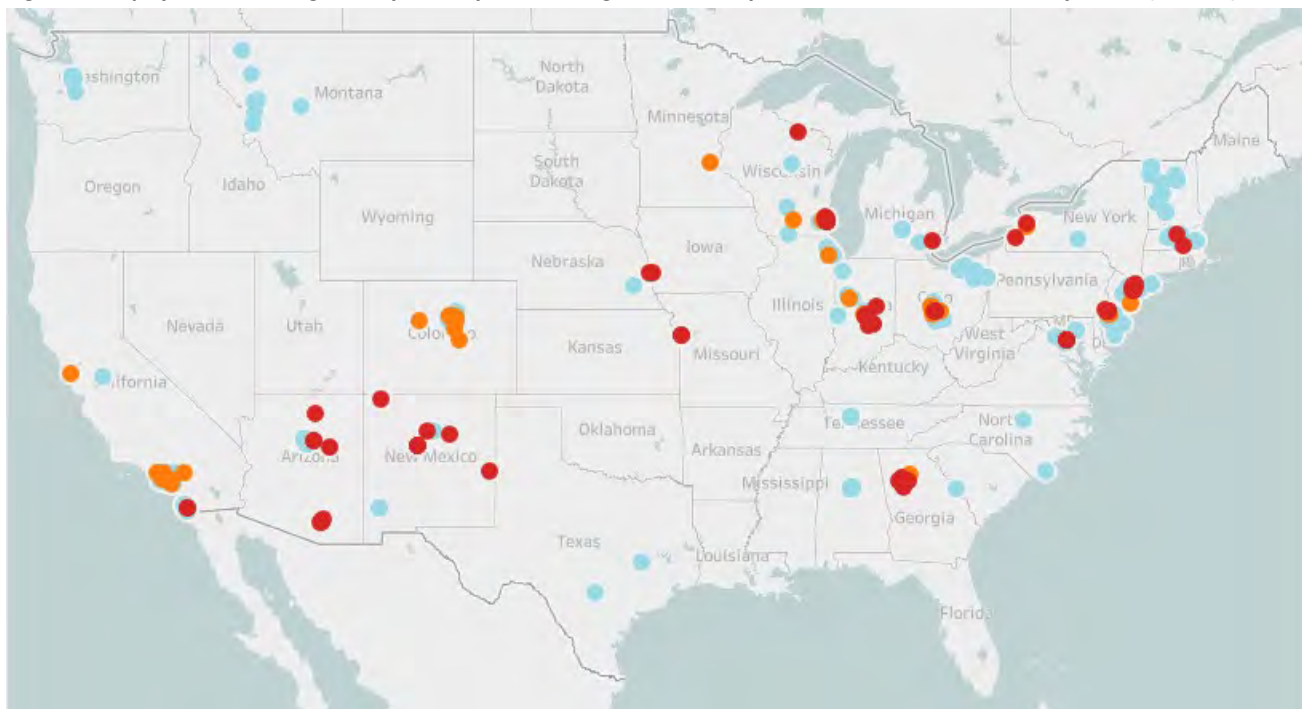 Washington
Montana
North
Dakota
Minnesota
Maine
Oregon
Idaho
South
Dakota
Wisconsin
Wyoming
Michigan
New York
Iowa
Nebraska
Pennsylvania
Nevada
Utah
Colorado
Illinois
Kansas
Missouri
West
Virginia
Kentucky
California
Arizona
New Mexico
Oklahoma
Arkansas
Tennessee
North
Carolina
Mississippi
Georgia
Texas
Louisiana
Florida